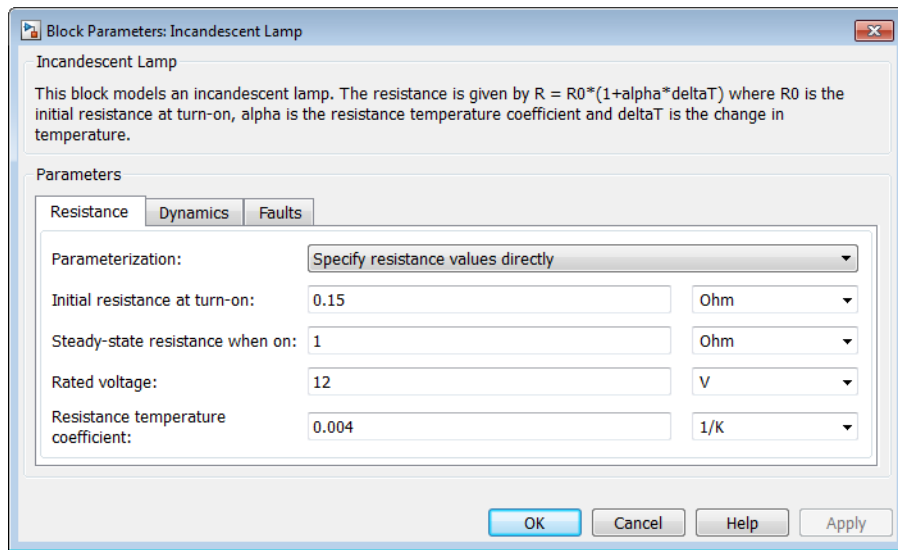 Block Parameters: Incandescent Lamp
Incandescent Lamp
This block models an incandescent lamp. The resistance is given by R = R0*(1+alpha*deltaT) where R0 is the
initial resistance at turn-on, alpha is the resistance temperature coefficient and deltaT is the change in
temperature.
Parameters
Resistance Dynamics Faults
Parameterization: Specify resistance values directly
Initial resistance at turn-on: 0.15 Ohm
Steady-state resistance when on: 1 Ohm
Rated voltage: 12 V
Resistance temperature
coefficient: 0.004 1/K
OK Cancel Help Apply